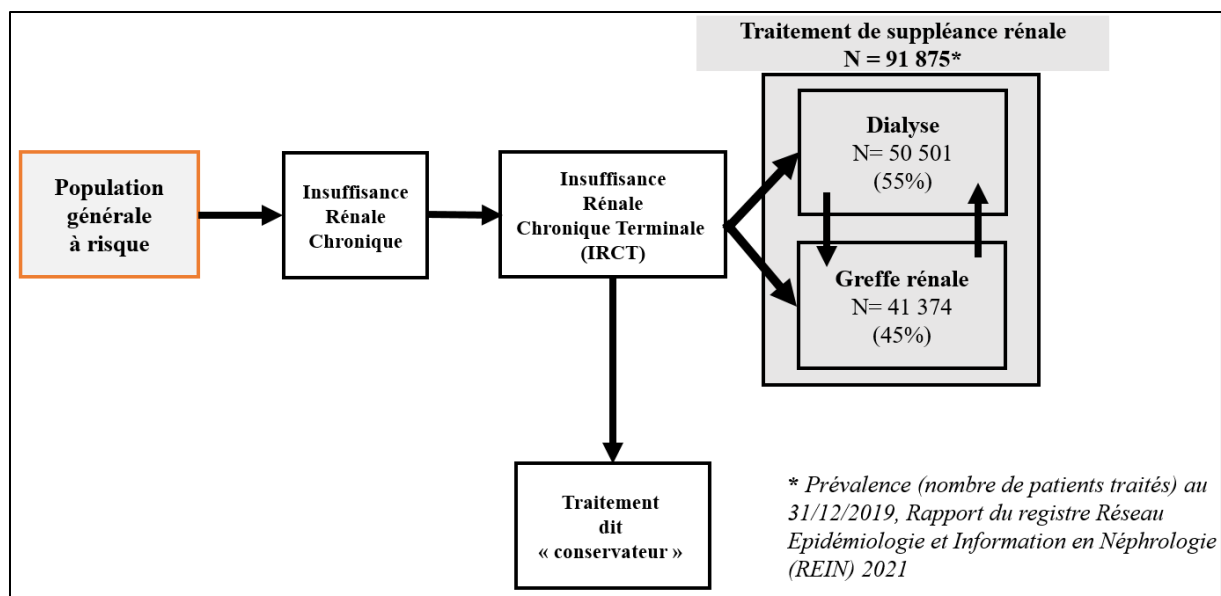 Traitement de suppléance rénale
N = 91 875*
Population
générale
à risque
Insuffisance
Rénale
Chronique
Insuffisance
Rénale
Chronique Terminale
(IRCT)
Dialyse
N= 50 501
(55%)
Greffe rénale
N= 41 374
(45%)
Traitement
dit
« conservateur »
* Prévalence (nombre de patients traités) au
31/12/2019, Rapport du registre Réseau
Epidémiologie et Information en Néphrologie
(REIN) 2021